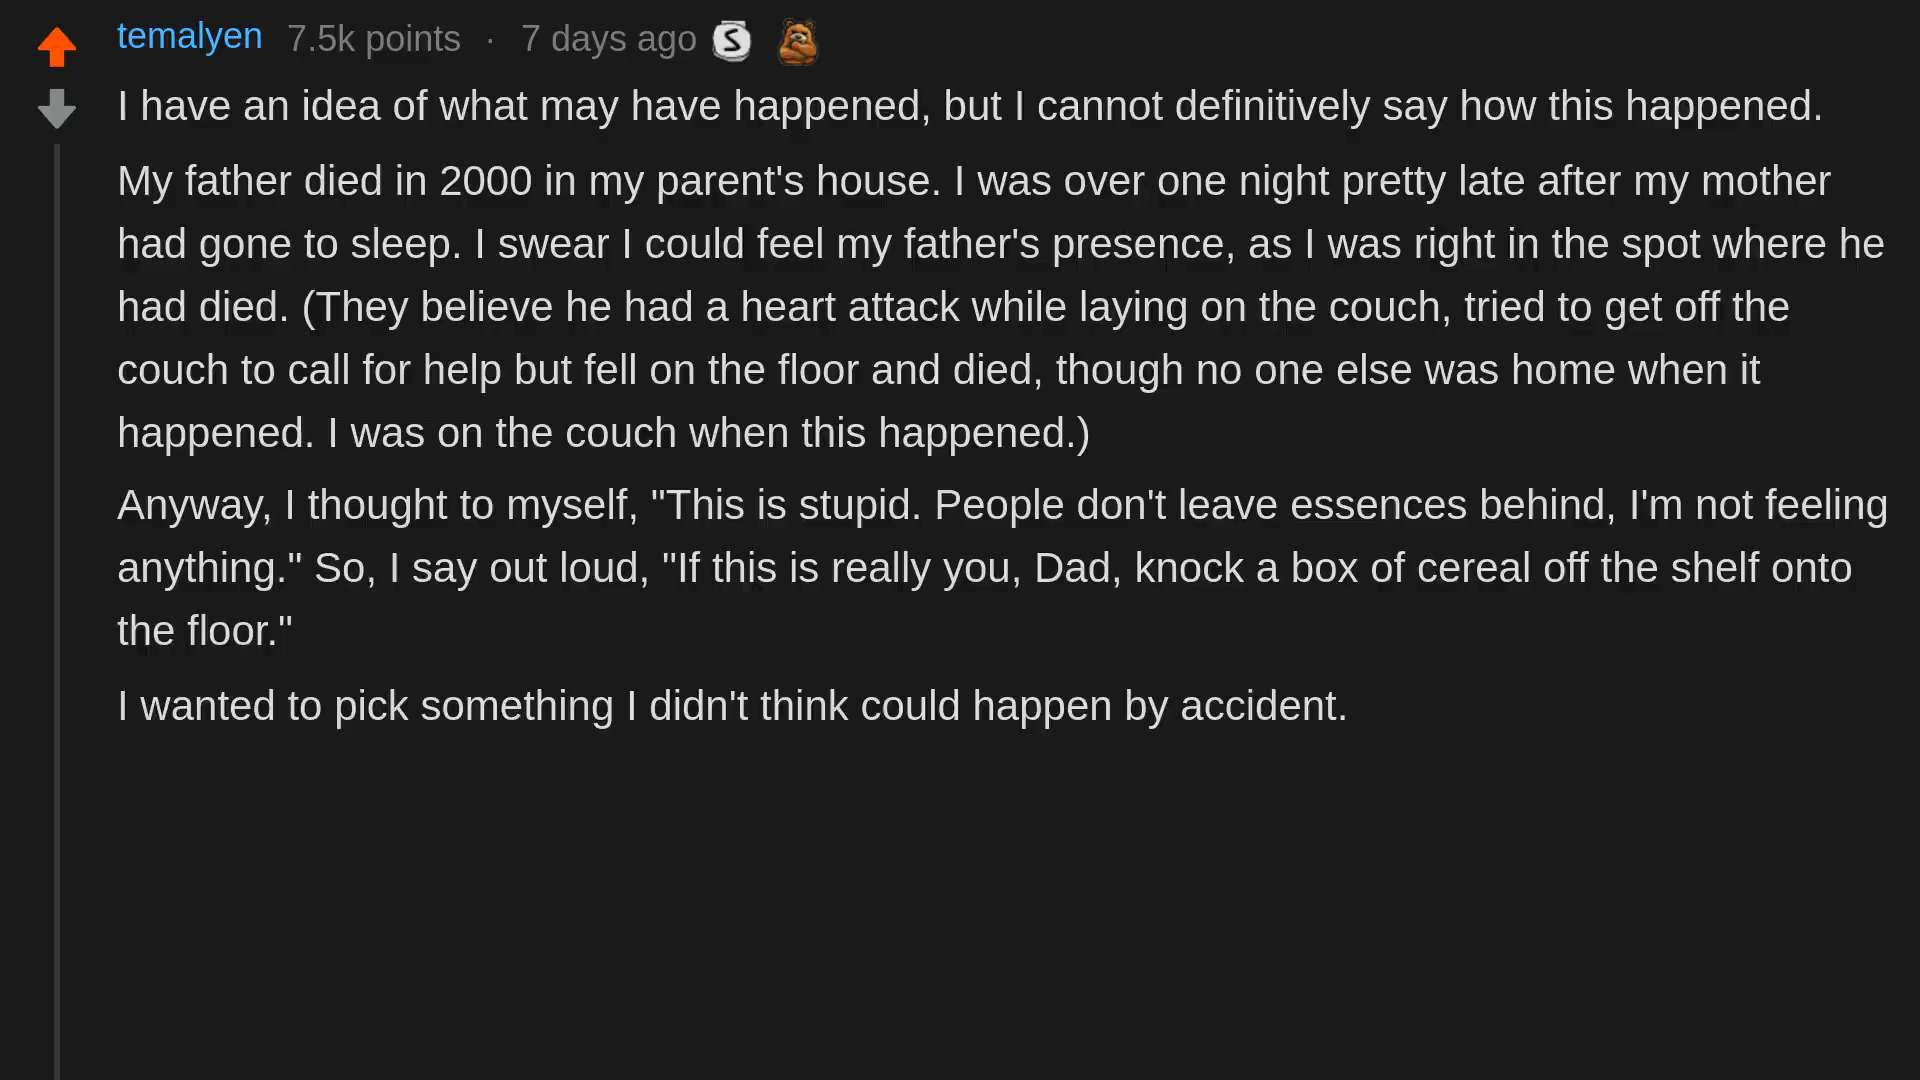 temalyen 7.5k points · 7 days ago S
I have an idea of what may have happened, but I cannot definitively say how this happened.
My father died in 2000 in my parent's house. I was over one night pretty late after my mother
had gone to sleep. I swear I could feel my father's presence, as I was right in the spot where he
had died. (They believe he had a heart attack while laying on the couch, tried to get off the
couch to call for help but fell on the floor and died, though no one else was home when it
happened. I was on the couch when this happened.)
Anyway, I thought to myself, "This is stupid. People don't leave essences behind, I'm not feeling
anything." So, I say out loud, "If this is really you, Dad, knock a box of cereal off the shelf onto
the floor."
I wanted to pick something I didn't think could happen by accident.